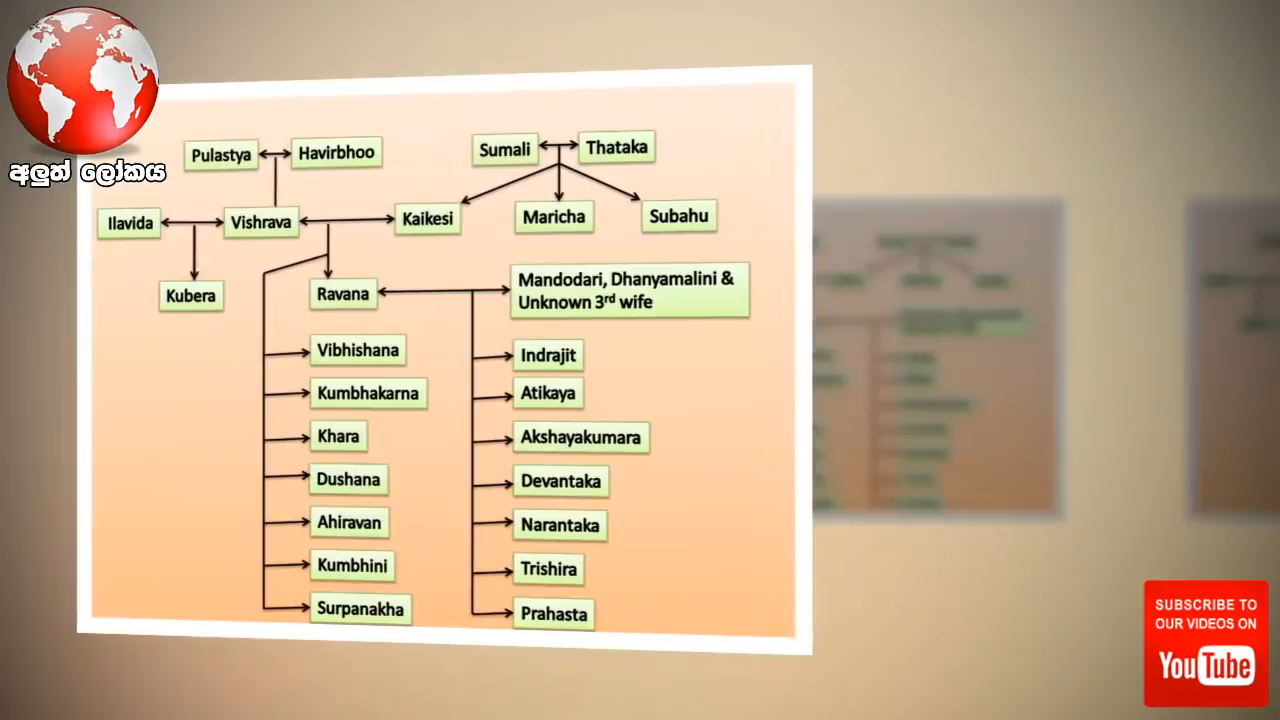 අලුත් ලෝකය
Pulastya
Havirbhoo
Sumali
Thataka
Ilavida
Vishrava
Kaikesi
Maricha
Subahu
Kubera
Ravana
Mandodari, Dhanyamalini &
Unknown 3rd wife
Vibhishana
Indrajit
Kumbhakarna
Atikaya
Khara
Akshayakumara
Dushana
Devantaka
Ahiravan
Narantaka
Kumbhini
Trishira
Surpanakha
Prahasta
SUBSCRIBE TO
OUR VIDEOS ON
YouTube